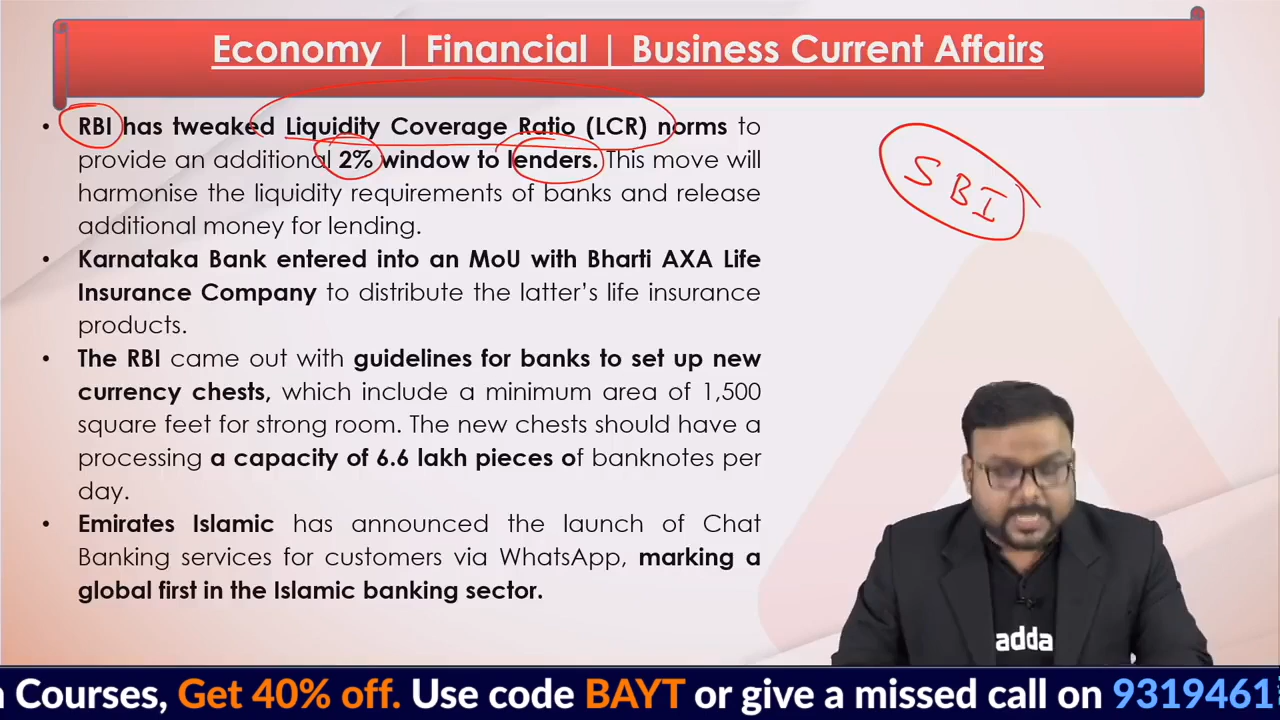 Economy | Financial | Business Current Affairs
• RBI has tweaked Liquidity Coverage Ratio (LCR) norms to
provide an additional 2% window to lenders. This move will
harmonise the liquidity requirements of banks and release
additional money for lending.
• Karnataka Bank entered into an MoU with Bharti AXA Life
Insurance Company to distribute the latter's life insurance
products.
• The RBI came out with guidelines for banks to set up new
currency chests, which include a minimum area of 1,500
square feet for strong room. The new chests should have a
processing a capacity of 6.6 lakh pieces of banknotes per
day.
• Emirates Islamic has announced the launch of Chat
Banking services for customers via WhatsApp, marking a
global first in the Islamic banking sector.
SBI
adda
Courses, Get 40% off. Use code BAYT or give a missed call on 9319461